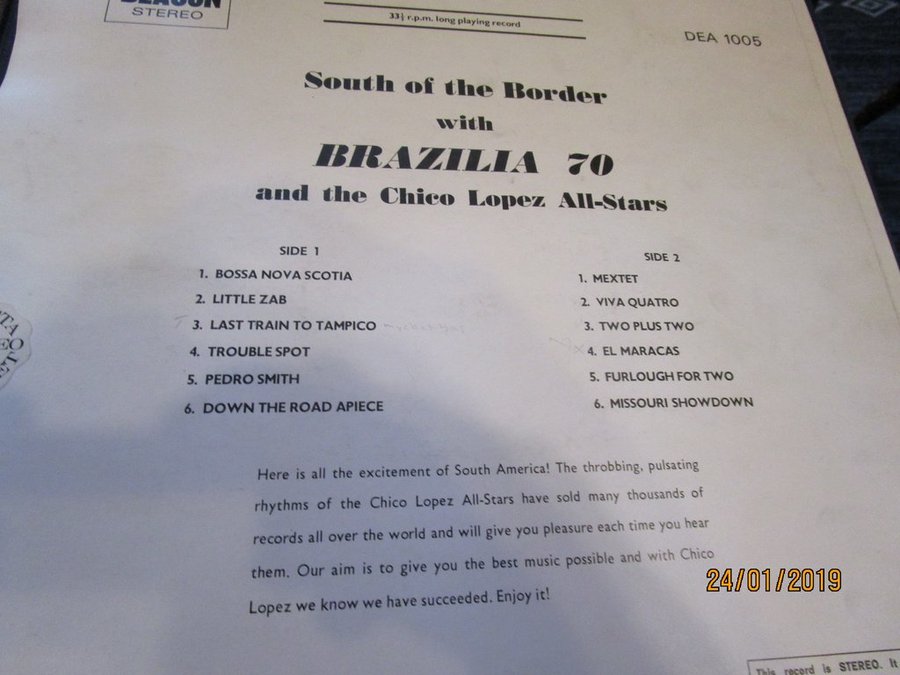 STEREO
33⅓ r.p.m. long playing record
DEA 1005
South of the Border
with
BRAZILIA 70
and the Chico Lopez All-Stars
SIDE 1
1. BOSSA NOVA SCOTIA
2. LITTLE ZAB
3. LAST TRAIN TO TAMPICO
4. TROUBLE SPOT
5. PEDRO SMITH
6. DOWN THE ROAD APIECE
SIDE 2
1. MEXTET
2. VIVA QUATRO
3. TWO PLUS TWO
4. EL MARACAS
5. FURLOUGH FOR TWO
6. MISSOURI SHOWDOWN
Here is all the excitement of South America! The throbbing, pulsating
rhythms of the Chico Lopez All-Stars have sold many thousands of
records all over the world and will give you pleasure each time you hear
them. Our aim is to give you the best music possible and with Chico
Lopez we know we have succeeded. Enjoy it!
24/01/2019
This record is STEREO. It